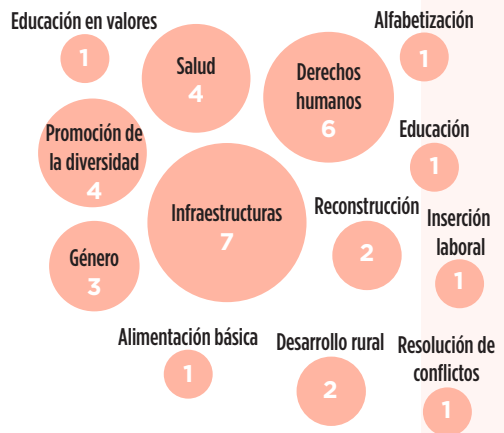 Educación en valores
1
Salud
4
Derechos
humanos
6
Alfabetización
1
Promoción de
la diversidad
4
Infraestructuras
7
Educación
1
Género
3
Reconstrucción
2
Inserción
laboral
1
Alimentación básica
1
Desarrollo rural
2
Resolución de
conflictos
1